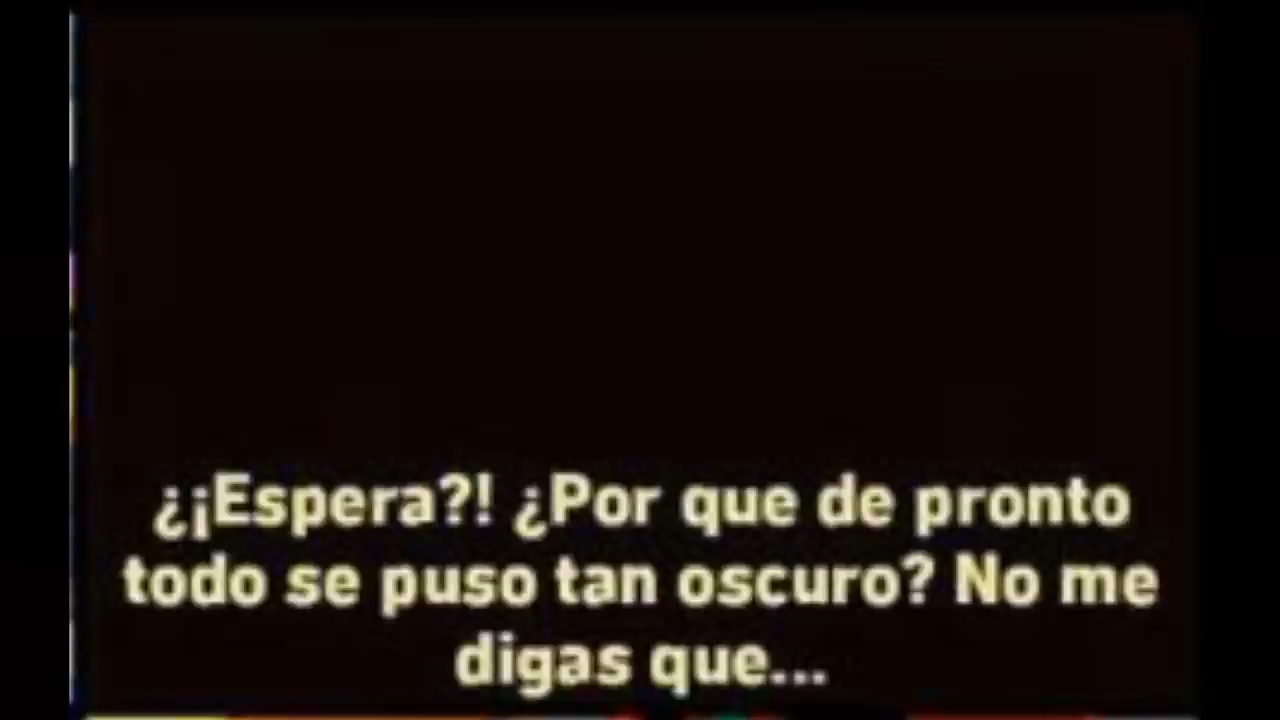 ¿¡Espera?! ¿Por que de pronto
todo se puso tan oscuro? No me
digas que...